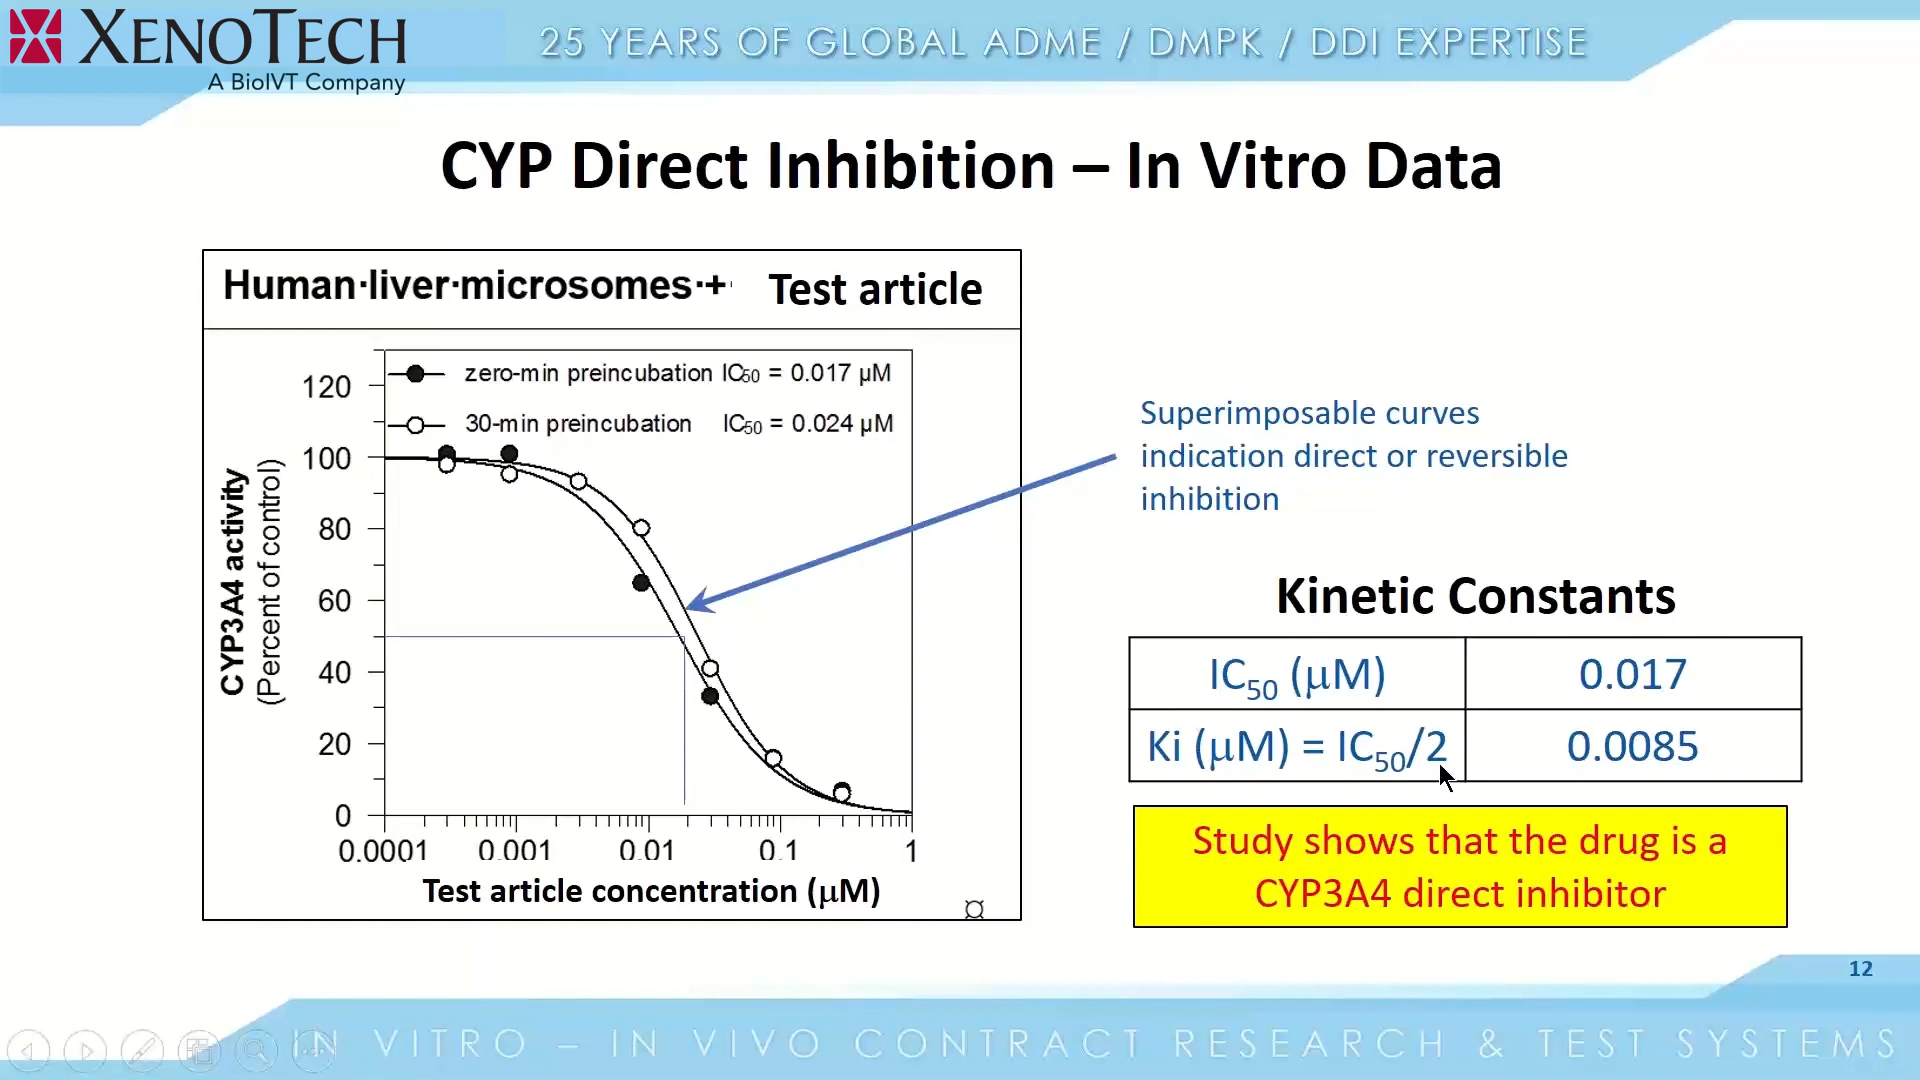 XENOTECH
A BioIVT Company
25 YEARS OF GLOBAL ADME / DMPK / DDI EXPERTISE
CYP Direct Inhibition – In Vitro Data
Human·liver·microsomes·+· Test article
zero-min preincubation IC50 = 0.017 µM
30-min preincubation IC50 = 0.024 µM
CYP3A4 activity
(Percent of control)
120
100
80
60
40
20
0
0.0001 0.001 0.01 0.1 1
Test article concentration (µM)
Superimposable curves
indication direct or reversible
inhibition
Kinetic Constants
IC50 (µM) 0.017
Ki (µM) = IC50/2 0.0085
Study shows that the drug is a
CYP3A4 direct inhibitor
12
IN VITRO – IN VIVO CONTRACT RESEARCH & TEST SYSTEMS